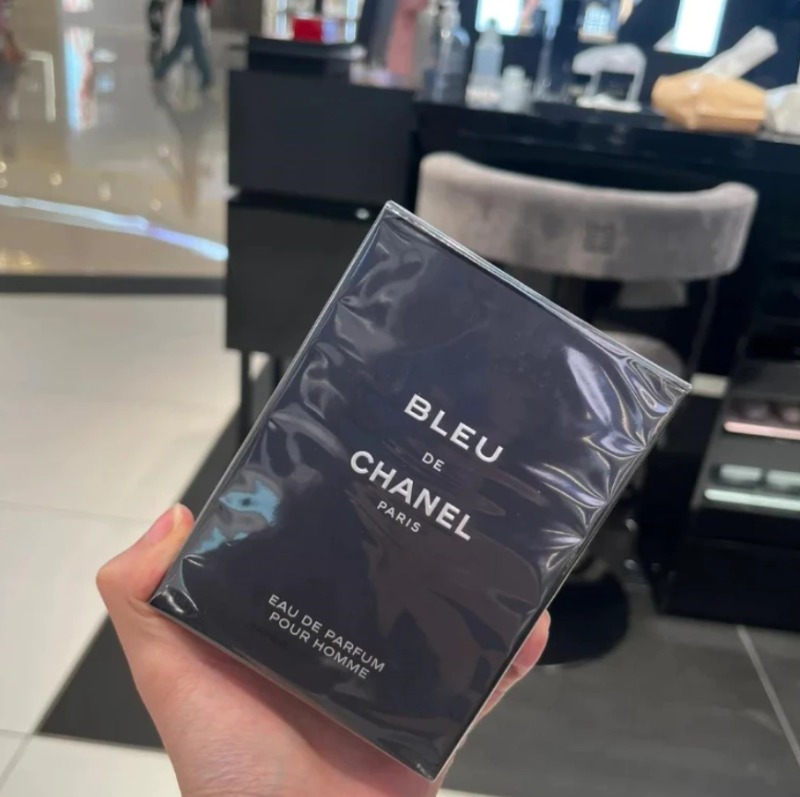 BLEU
DE
CHANEL
PARIS
EAU DE PARFUM
POUR HOMME